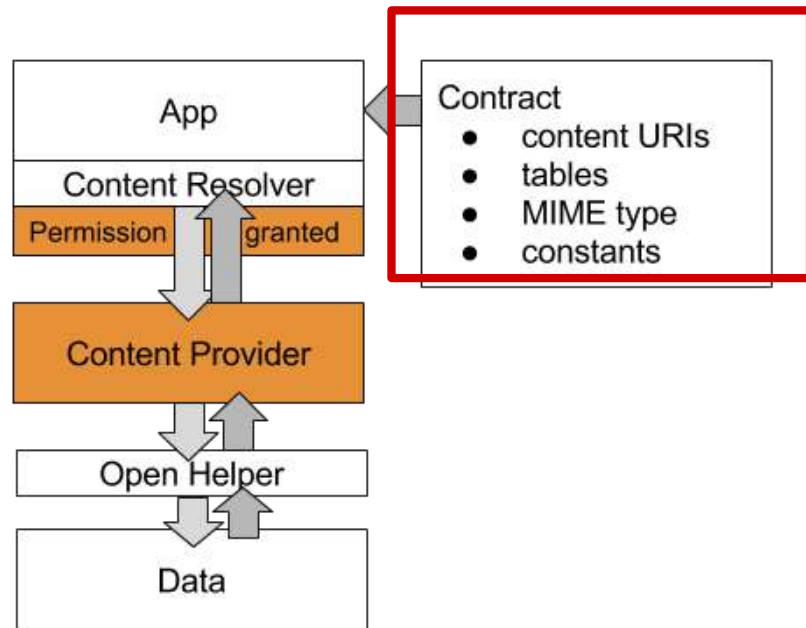 App
Content Resolver
Permission granted
Content Provider
Open Helper
Data
Contract
● content URIs
● tables
● MIME type
● constants